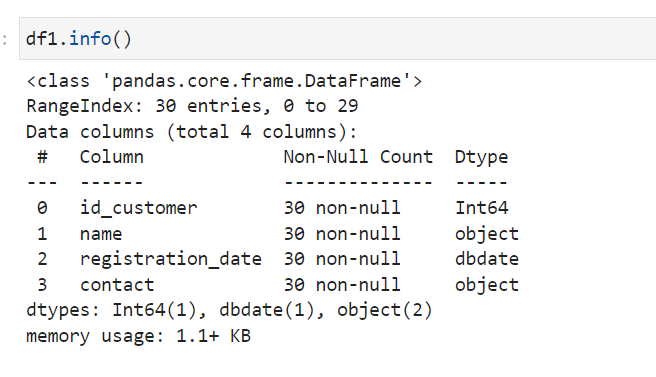 : df1.info()
<class 'pandas.core.frame.DataFrame'>
RangeIndex: 30 entries, 0 to 29
Data columns (total 4 columns):
 #   Column             Non-Null Count  Dtype
---  ------             --------------  -----
 0   id_customer        30 non-null     Int64
 1   name               30 non-null     object
 2   registration_date  30 non-null     dbdate
 3   contact            30 non-null     object
dtypes: Int64(1), dbdate(1), object(2)
memory usage: 1.1+ KB